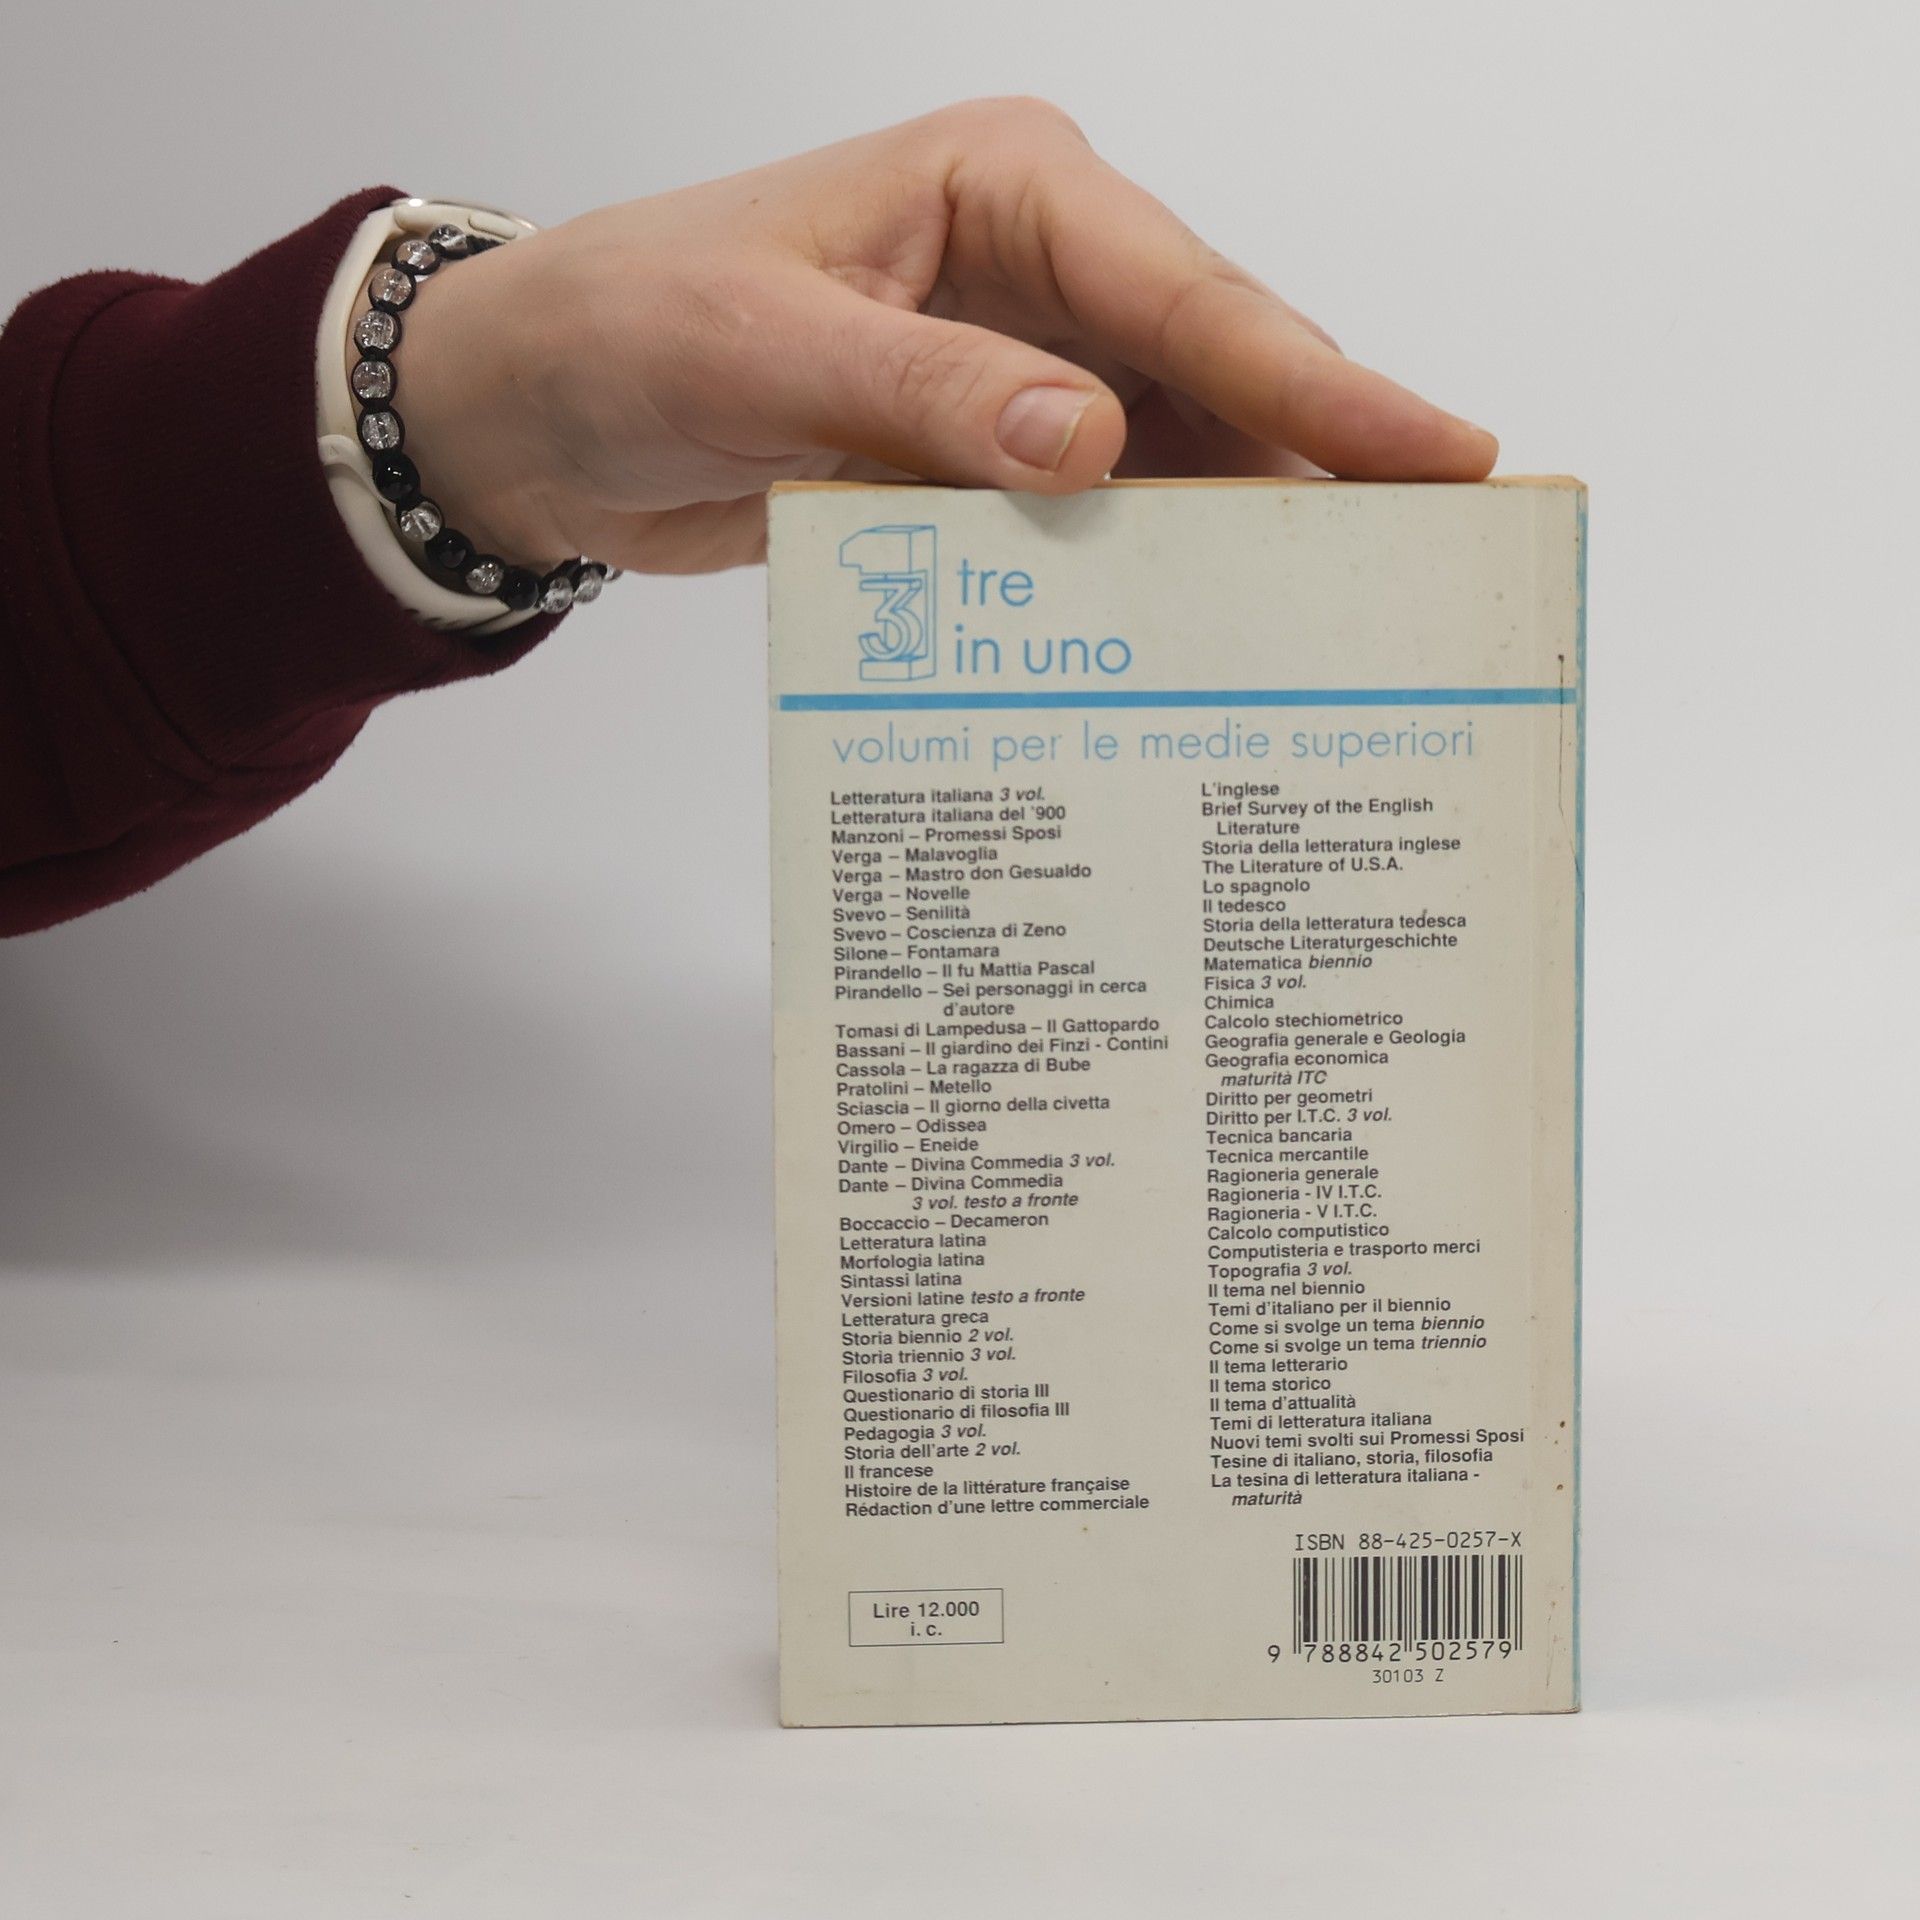 13
tre
in uno
volumi per le medie superiori
Letteratura italiana 3 vol.
Letteratura italiana del '900
Manzoni – Promessi Sposi
Verga – Malavoglia
Verga – Mastro don Gesualdo
Verga – Novelle
Svevo – Senilità
Svevo – Coscienza di Zeno
Silone – Fontamara
Pirandello – Il fu Mattia Pascal
Pirandello – Sei personaggi in cerca
d'autore
Tomasi di Lampedusa – Il Gattopardo
Bassani – Il giardino dei Finzi - Contini
Cassola – La ragazza di Bube
Pratolini – Metello
Sciascia – Il giorno della civetta
Omero – Odissea
Virgilio – Eneide
Dante – Divina Commedia 3 vol.
Dante – Divina Commedia
3 vol. testo a fronte
Boccaccio – Decameron
Letteratura latina
Morfologia latina
Sintassi latina
Versioni latine testo a fronte
Letteratura greca
Storia biennio 2 vol.
Storia triennio 3 vol.
Filosofia 3 vol.
Questionario di storia III
Questionario di filosofia III
Pedagogia 3 vol.
Storia dell'arte 2 vol.
Il francese
Histoire de la littérature française
Rédaction d'une lettre commerciale
L'inglese
Brief Survey of the English
Literature
Storia della letteratura inglese
The Literature of U.S.A.
Lo spagnolo
Il tedesco
Storia della letteratura tedesca
Deutsche Literaturgeschichte
Matematica biennio
Fisica 3 vol.
Chimica
Calcolo stechiometrico
Geografia generale e Geologia
Geografia economica
maturità ITC
Diritto per geometri
Diritto per I.T.C. 3 vol.
Tecnica bancaria
Tecnica mercantile
Ragioneria generale
Ragioneria - IV I.T.C.
Ragioneria - V I.T.C.
Calcolo computistico
Computisteria e trasporto merci
Topografia 3 vol.
Il tema nel biennio
Temi d'italiano per il biennio
Come si svolge un tema biennio
Come si svolge un tema triennio
Il tema letterario
Il tema storico
Il tema d'attualità
Temi di letteratura italiana
Nuovi temi svolti sui Promessi Sposi
Tesine di italiano, storia, filosofia
La tesina di letteratura italiana -
maturità
Lire 12.000
i. c.
ISBN 88-425-0257-X
9 788842 502579
30103 Z